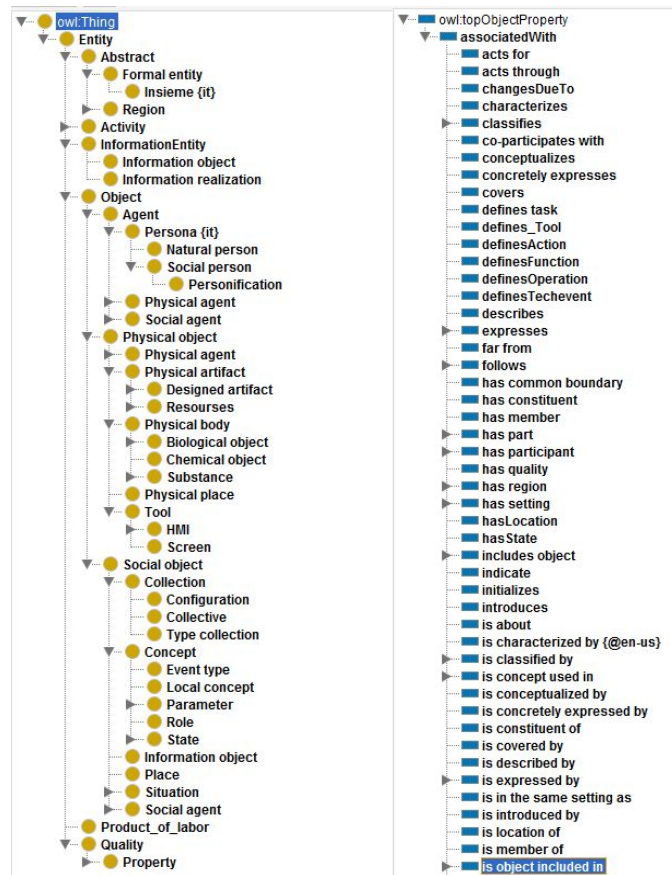 owl:Thing
Entity
Abstract
Formal entity
Insieme {it}
Region
Activity
InformationEntity
Information object
Information realization
Object
Agent
Persona {it}
Natural person
Social person
Personification
Physical agent
Social agent
Physical object
Physical agent
Physical artifact
Designed artifact
Resourses
Physical body
Biological object
Chemical object
Substance
Physical place
Tool
HMI
Screen
Social object
Collection
Configuration
Collective
Type collection
Concept
Event type
Local concept
Parameter
Role
State
Information object
Place
Situation
Social agent
Product_of_labor
Quality
Property
owl:topObjectProperty
associatedWith
acts for
acts through
changesDueTo
characterizes
classifies
co-participates with
conceptualizes
concretely expresses
covers
defines task
defines_Tool
definesAction
definesFunction
definesOperation
definesTechevent
describes
expresses
far from
follows
has common boundary
has constituent
has member
has part
has participant
has quality
has region
has setting
hasLocation
hasState
includes object
indicate
initializes
introduces
is about
is characterized by {@en-us}
is classified by
is concept used in
is conceptualized by
is concretely expressed by
is constituent of
is covered by
is described by
is expressed by
is in the same setting as
is introduced by
is location of
is member of
is object included in